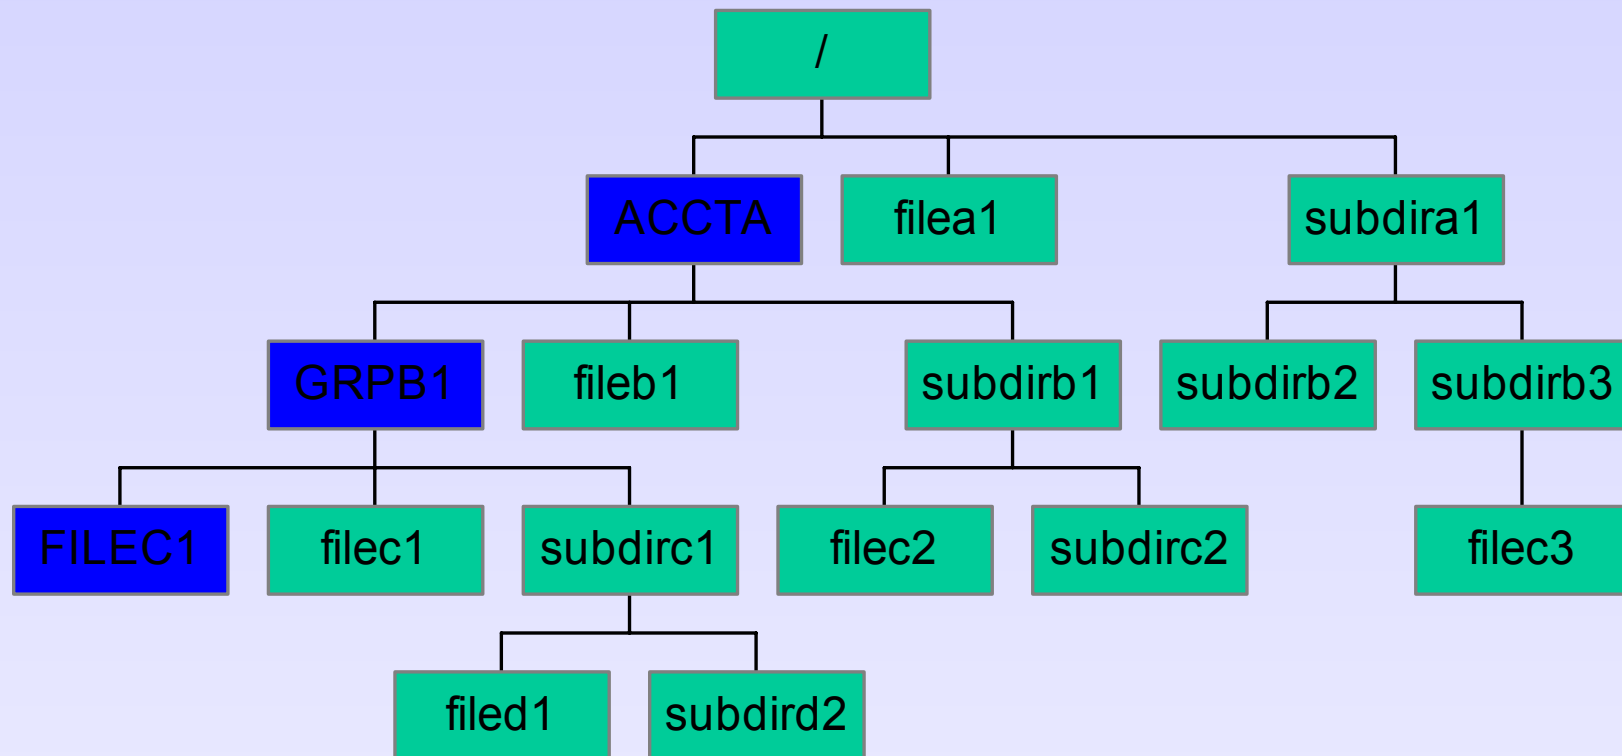 /
ACCTA
filea1
subdira1
GRPB1
fileb1
subdirb1
subdirb2
subdirb3
FILEC1
filec1
subdirc1
filec2
subdirc2
filec3
filed1
subdird2